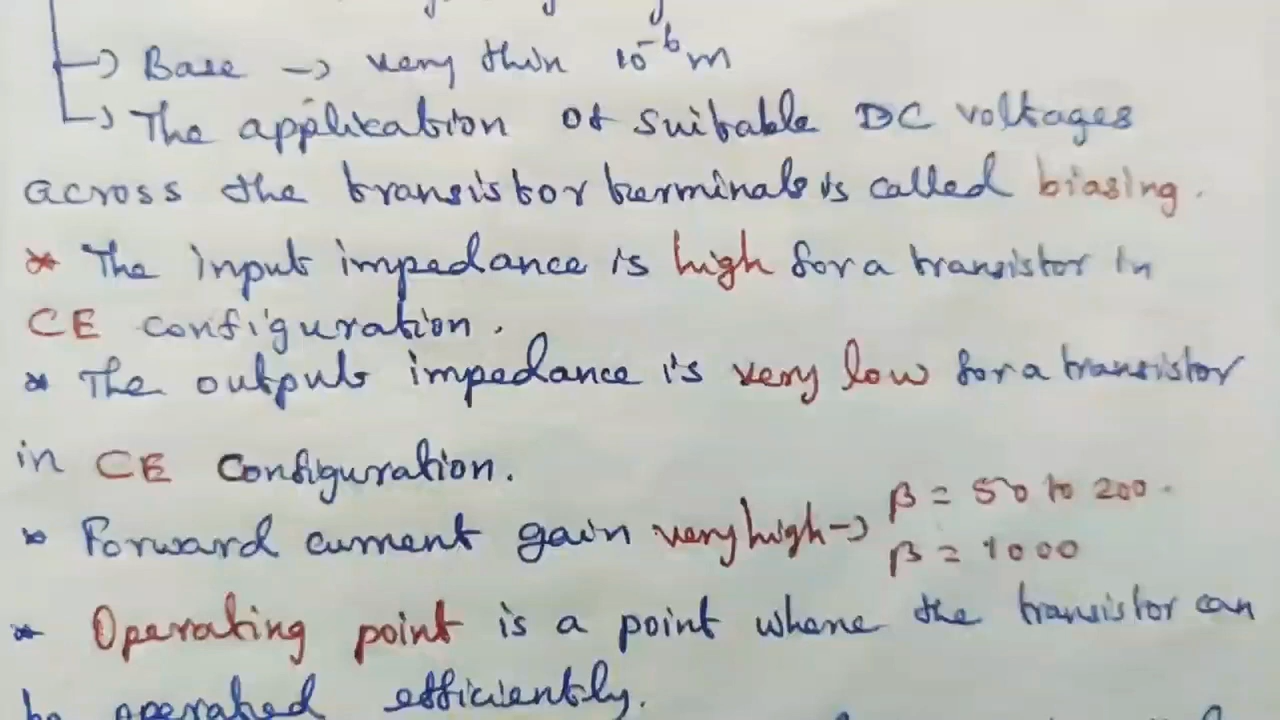 → Base → very thin 10⁻⁶m
→ The application of suitable DC voltages
across the transistor terminals is called biasing.
* The input impedance is high for a transistor in
CE configuration.
* The output impedance is very low for a transistor
in CE Configuration.
* Forward current gain very high → β = 50 to 200.
β = 1000
* Operating point is a point where the transistor can
be operated efficiently.